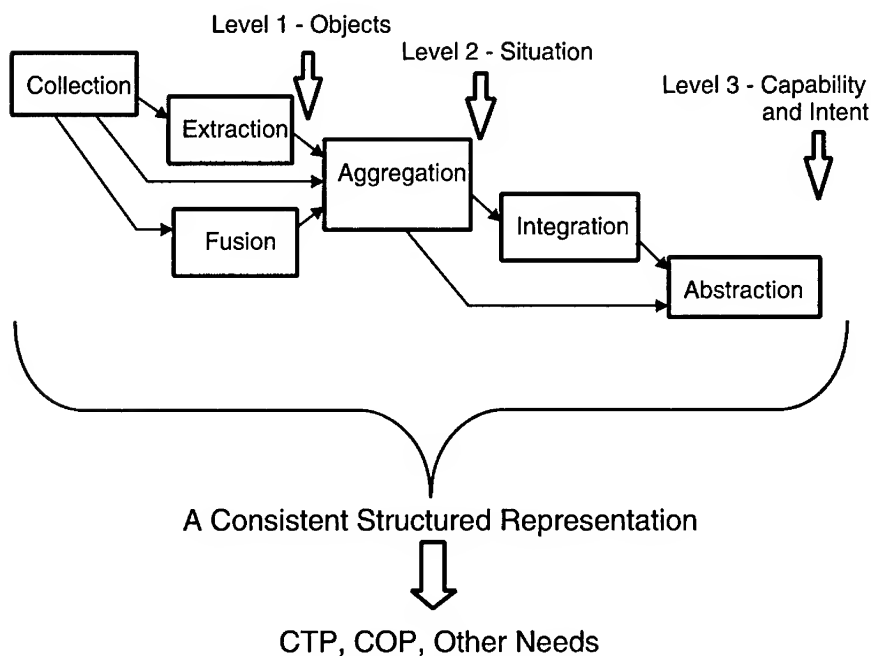 Level 1 - Objects
Level 2 - Situation
Level 3 - Capability
and Intent
Collection
Extraction
Aggregation
Fusion
Integration
Abstraction
A Consistent Structured Representation
CTP, COP, Other Needs